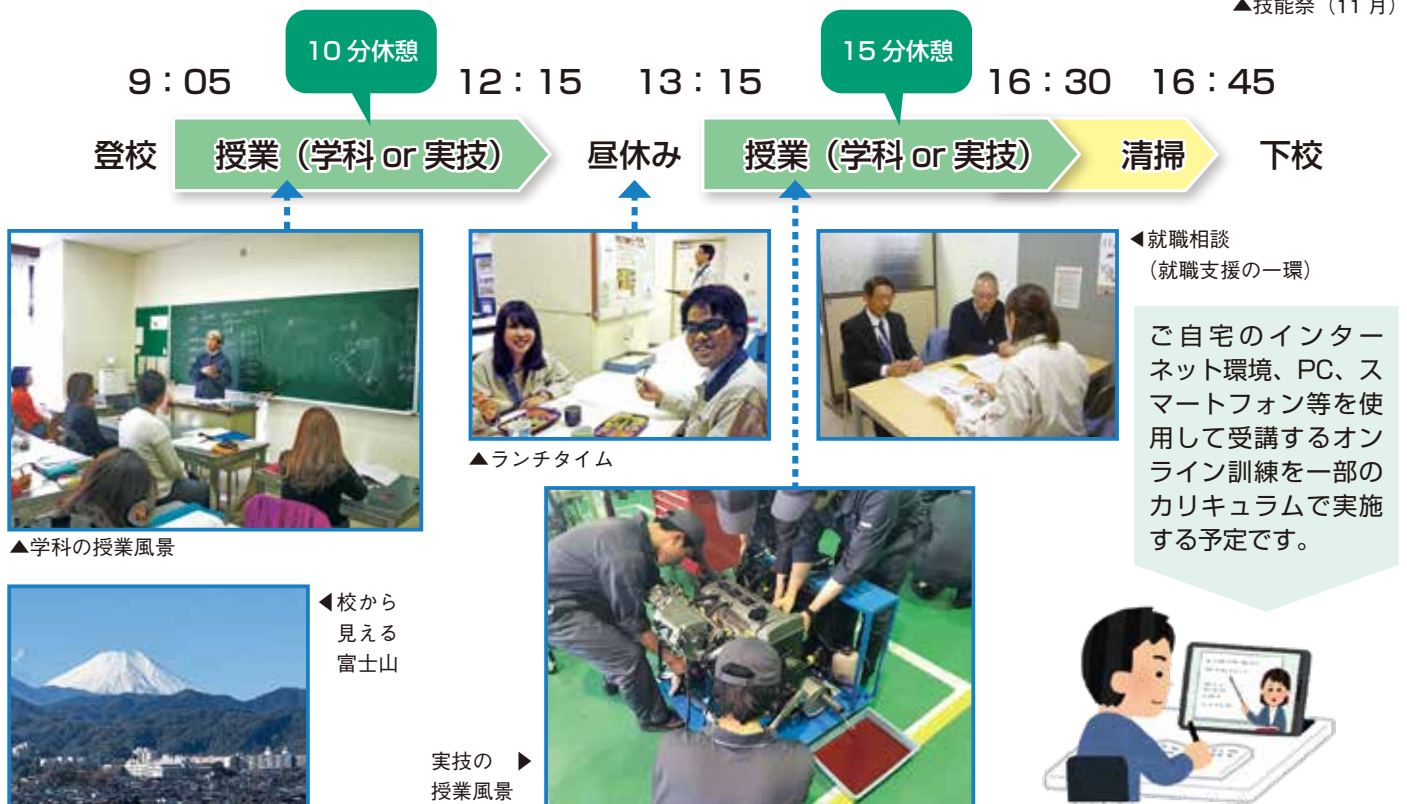 ▲技能祭（11 月）
10 分休憩
15 分休憩
9：05
12：15
13：15
16：30
16：45
登校
授業（学科 or 実技）
昼休み
授業（学科 or 実技）
清掃
下校
◀就職相談
（就職支援の一環）
▲ランチタイム
▲学科の授業風景
ご自宅のインター
ネット環境、PC、ス
マートフォン等を使
用して受講するオン
ライン訓練を一部の
カリキュラムで実施
する予定です。
◀校から
見える
富士山
実技の ▶
授業風景